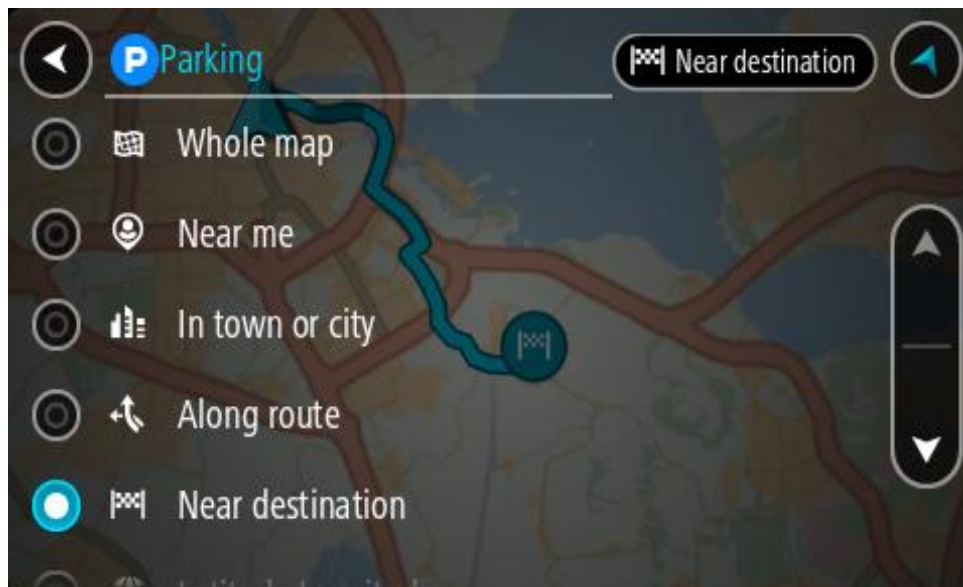 P Parking
Near destination
Whole map
Near me
In town or city
Along route
Near destination